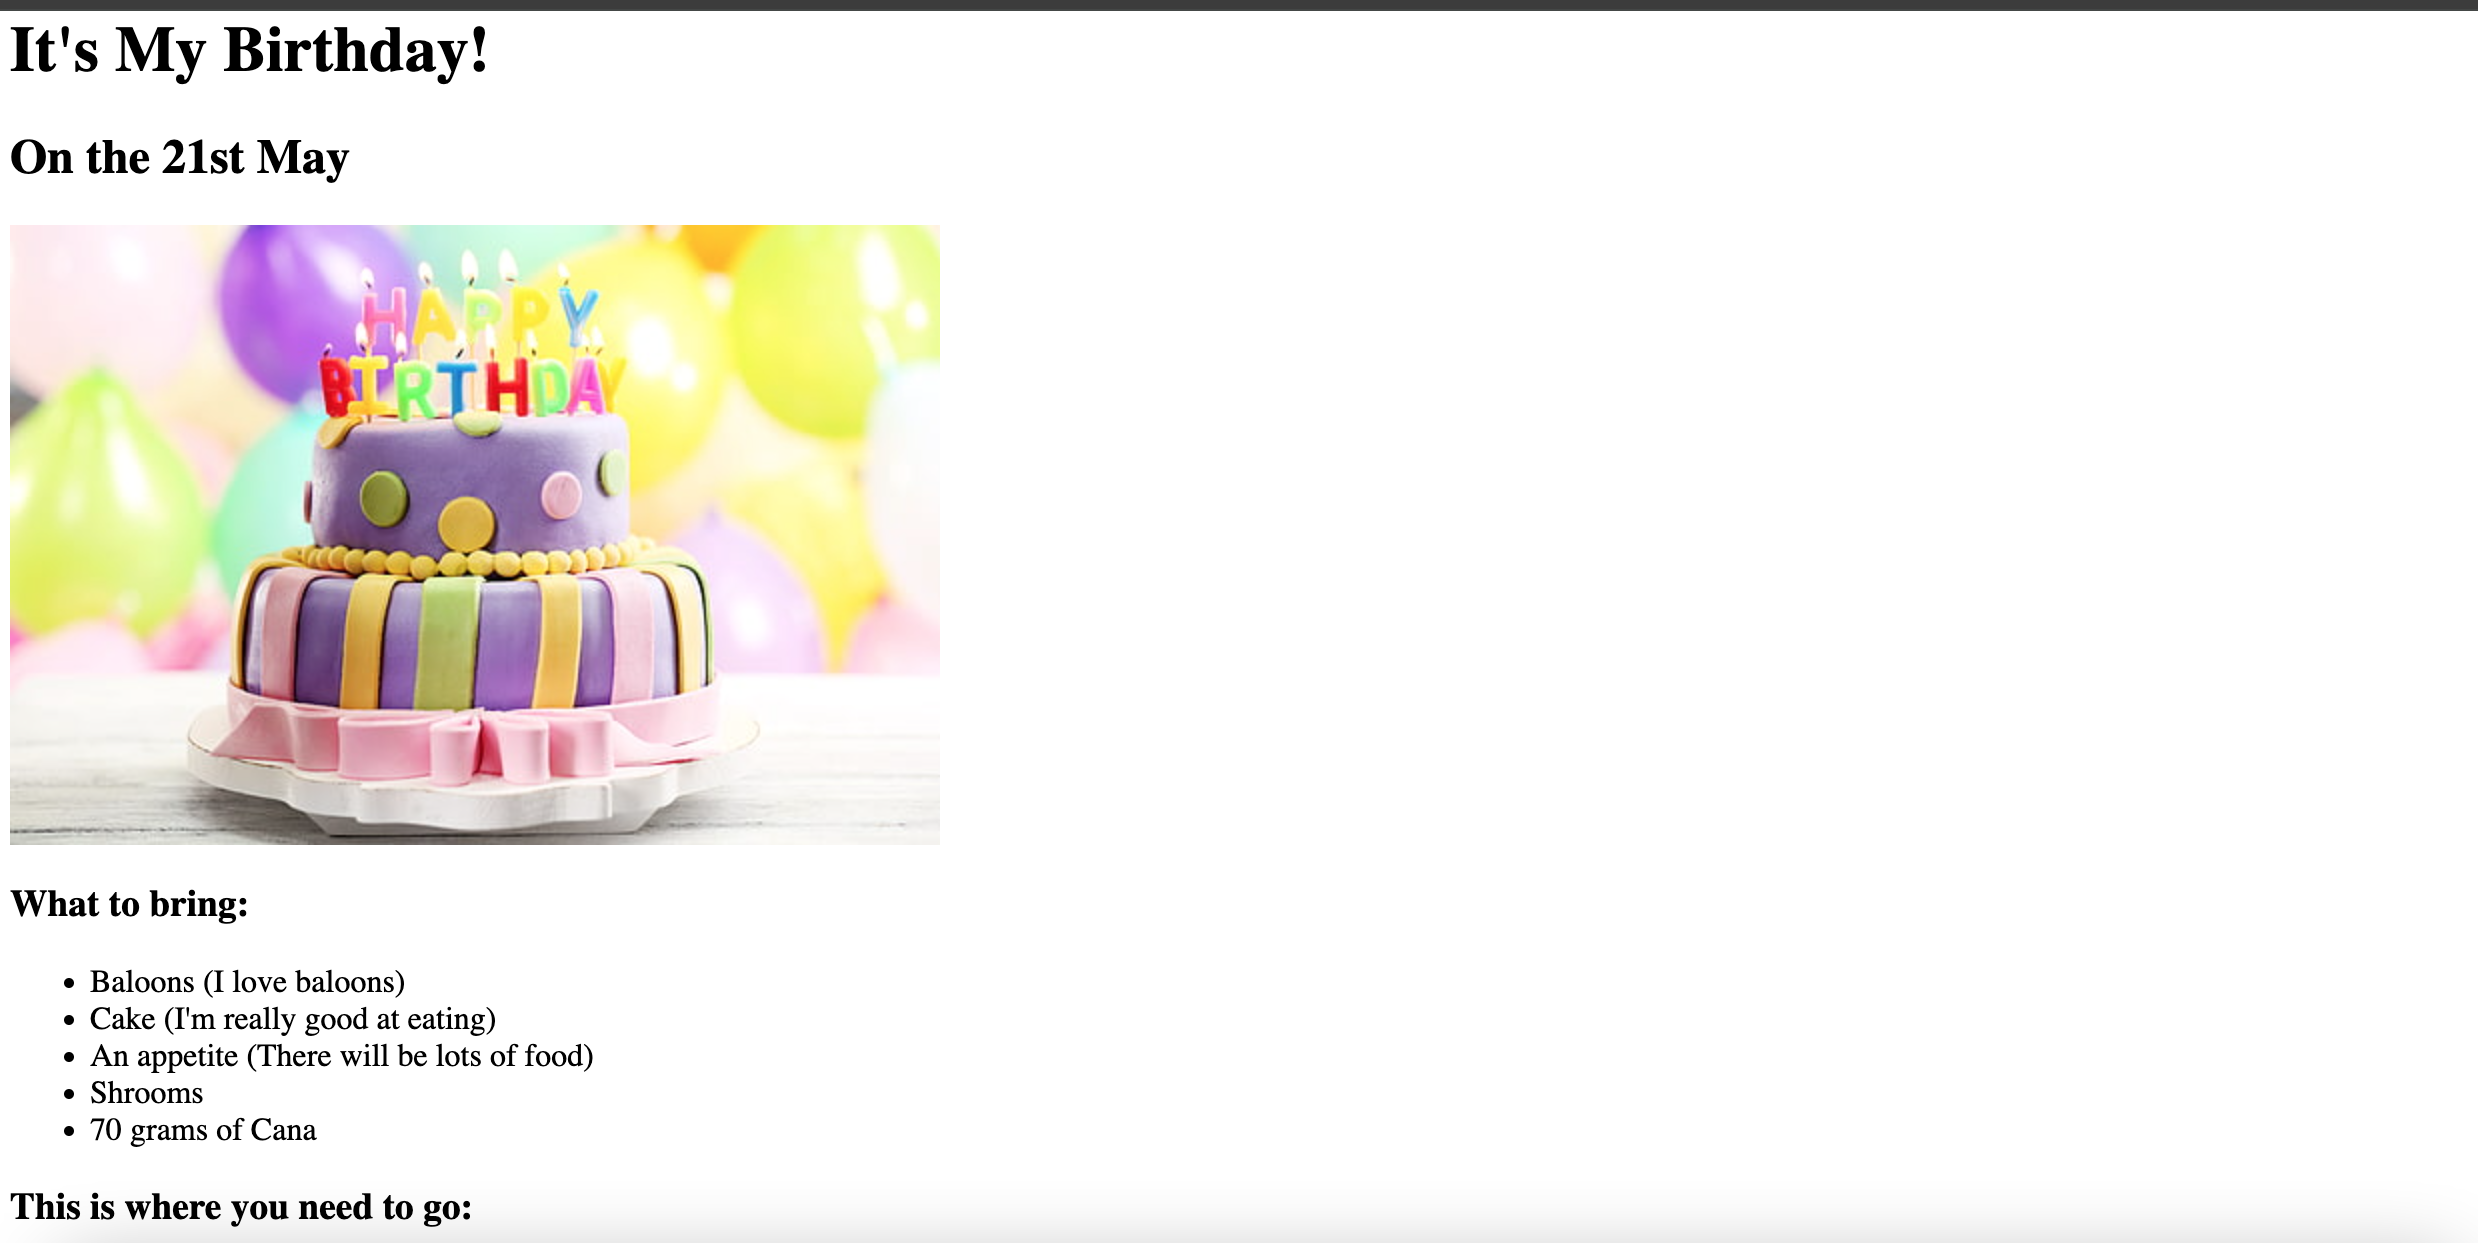 It's My Birthday!
On the 21st May
HAPPY
BIRTHDAY
What to bring:
Baloons (I love baloons)
Cake (I'm really good at eating)
An appetite (There will be lots of food)
Shrooms
70 grams of Cana
This is where you need to go: